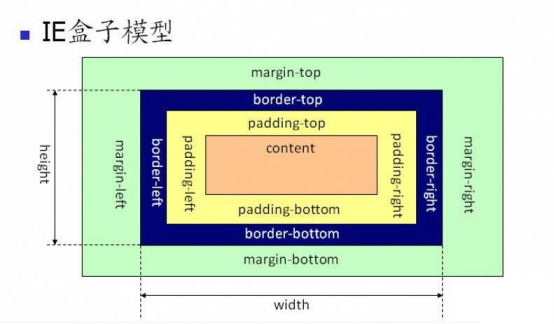 IE盒子模型
margin-top
border-top
padding-top
content
height
margin-left
border-left
padding-left
padding-right
border-right
margin-right
padding-bottom
border-bottom
margin-bottom
width